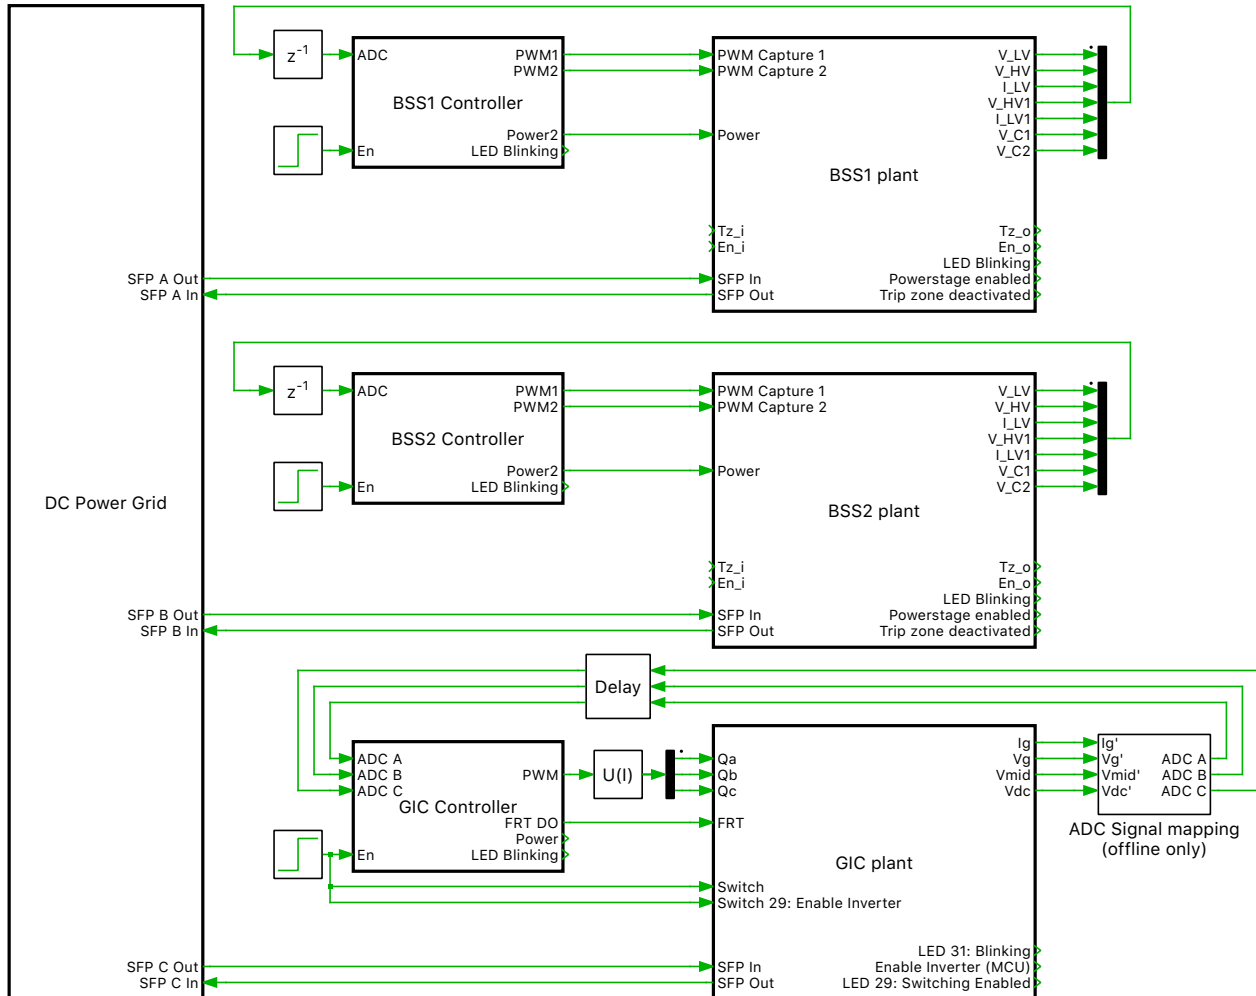 z-1
ADC
PWM1
PWM2
BSS1 Controller
Power2
En
LED Blinking
PWM Capture 1
PWM Capture 2
Power
BSS1 plant
V_LV
V_HV
I_LV
V_HV1
I_LV1
V_C1
V_C2
Tz_i
En_i
SFP In
SFP Out
Tz_o
En_o
LED Blinking
Powerstage enabled
Trip zone deactivated
SFP A Out
SFP A In
z-1
ADC
PWM1
PWM2
BSS2 Controller
Power2
En
LED Blinking
PWM Capture 1
PWM Capture 2
Power
BSS2 plant
V_LV
V_HV
I_LV
V_HV1
I_LV1
V_C1
V_C2
Tz_i
En_i
SFP In
SFP Out
Tz_o
En_o
LED Blinking
Powerstage enabled
Trip zone deactivated
DC Power Grid
SFP B Out
SFP B In
Delay
ADC A
ADC B
ADC C
PWM
GIC Controller
FRT DO
Power
En
LED Blinking
U(I)
Qa
Qb
Qc
FRT
GIC plant
Switch
Switch 29: Enable Inverter
Ig
Vg
Vmid
Vdc
Ig'
Vg'
Vmid'
Vdc'
ADC A
ADC B
ADC C
ADC Signal mapping
(offline only)
LED 31: Blinking
Enable Inverter (MCU)
LED 29: Switching Enabled
SFP In
SFP Out
SFP C Out
SFP C In